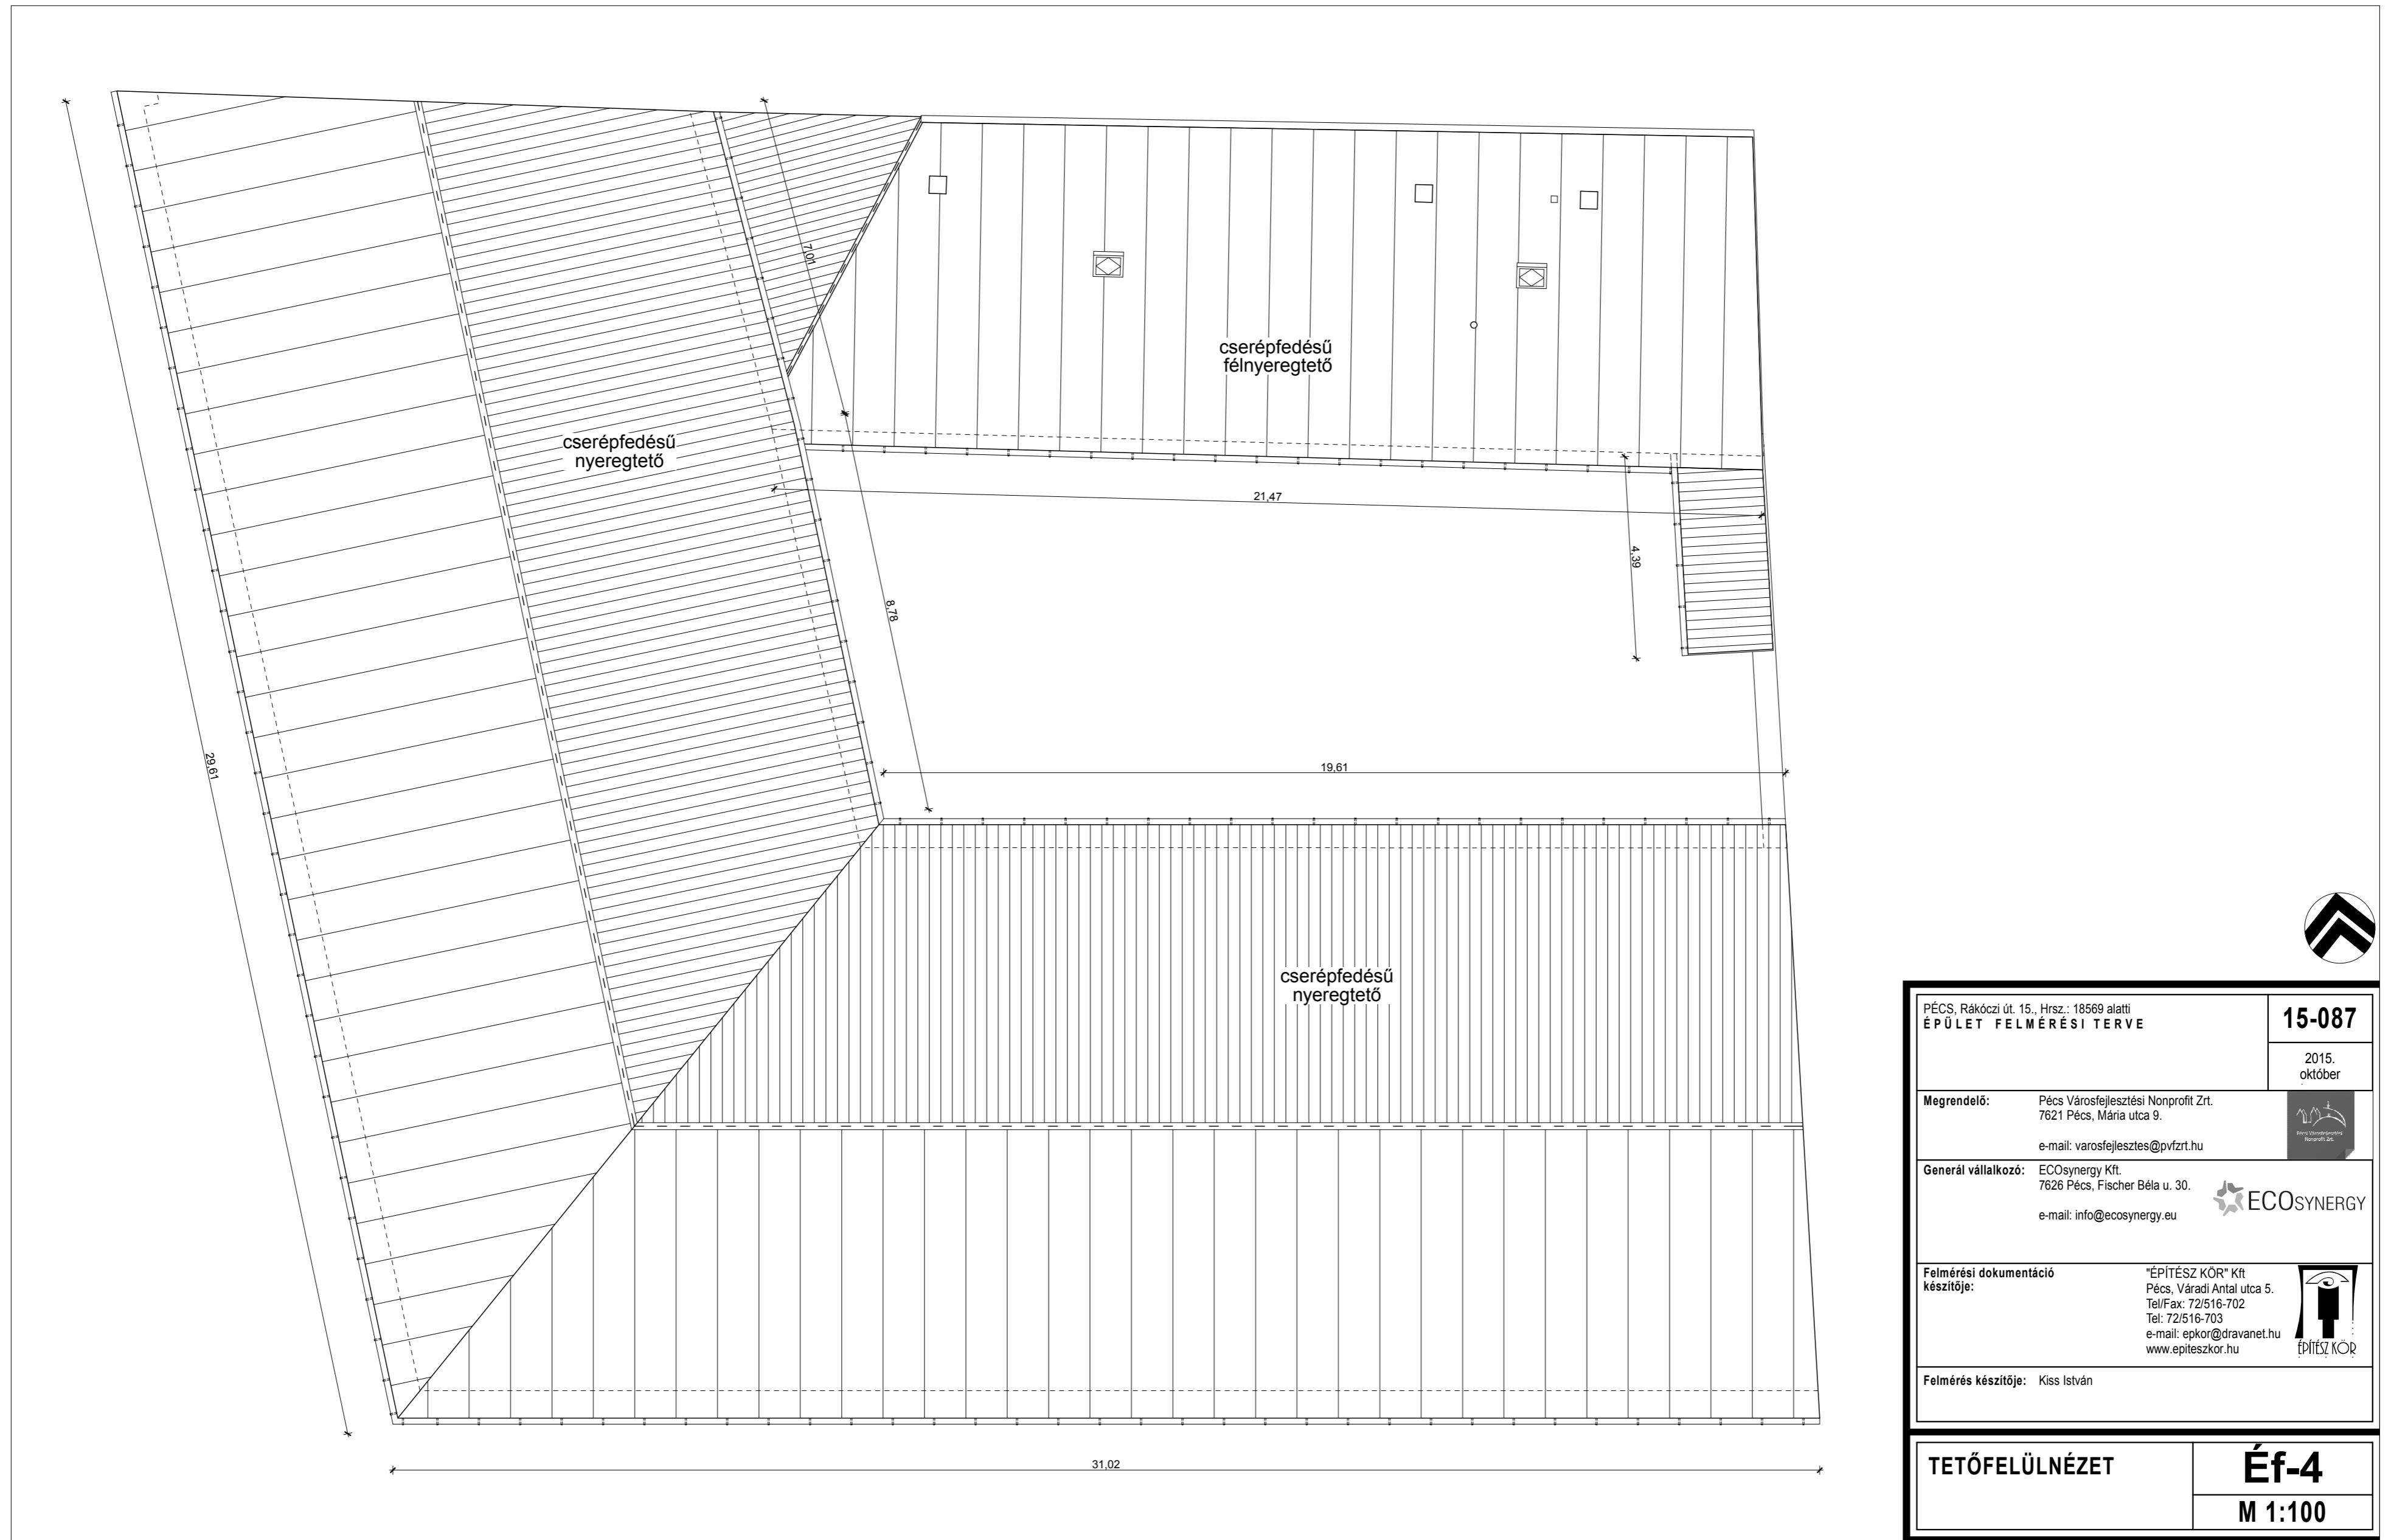 7,01
cserépfedésű
félnyeregtető
cserépfedésű
nyeregtető
21,47
4,39
8,78
29,61
19,61
cserépfedésű
nyeregtető
31,02
PÉCS, Rákóczi út. 15., Hrsz.: 18569 alatti
ÉPÜLET FELMÉRÉSI TERVE
15-087
2015.
október
Megrendelő: Pécs Városfejlesztési Nonprofit Zrt.
7621 Pécs, Mária utca 9.
e-mail: varosfejlesztes@pvfzrt.hu
Pécsi Városfejlesztési
Nonprofit Zrt.
Generál vállalkozó: ECOsynergy Kft.
7626 Pécs, Fischer Béla u. 30.
e-mail: info@ecosynergy.eu
ECOSYNERGY
Felmérési dokumentáció
készítője:
"ÉPÍTÉSZ KÖR" Kft
Pécs, Váradi Antal utca 5.
Tel/Fax: 72/516-702
Tel: 72/516-703
e-mail: epkor@dravanet.hu
www.epiteszkor.hu
ÉPÍTÉSZ KÖR
Felmérés készítője: Kiss István
TETŐFELÜLNÉZET
Éf-4
M 1:100